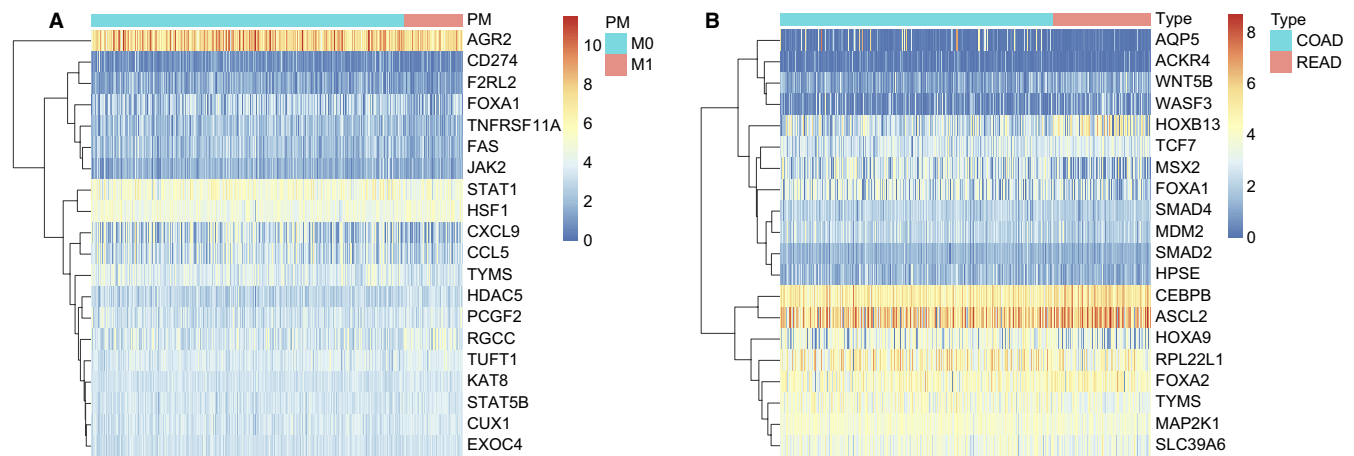 A
PM
AGR2
CD274
F2RL2
FOXA1
TNFRSF11A
FAS
JAK2
STAT1
HSF1
CXCL9
CCL5
TYMS
HDAC5
PCGF2
RGCC
TUFT1
KAT8
STAT5B
CUX1
EXOC4
10
8
6
4
2
0
PM
M0
M1
B
Type
AQP5
ACKR4
WNT5B
WASF3
HOXB13
TCF7
MSX2
FOXA1
SMAD4
MDM2
SMAD2
HPSE
CEBPB
ASCL2
HOXA9
RPL22L1
FOXA2
TYMS
MAP2K1
SLC39A6
8
6
4
2
0
Type
COAD
READ